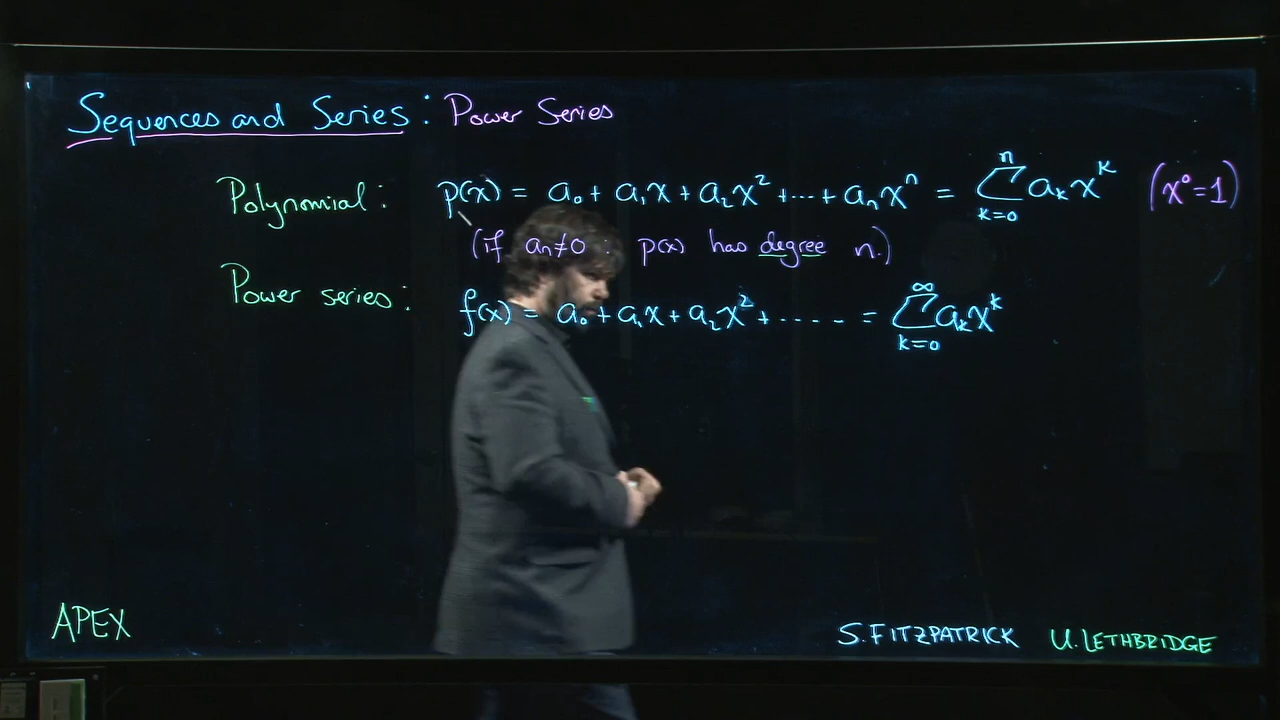 Sequences and Series: Power Series
Polynomial: p(x) = a₀ + a₁x + a₂x² + ··· + aₙxⁿ = ∑ₖ₌₀ⁿ aₖxᵏ (x⁰=1)
(if aₙ≠0 : p(x) has degree n.)
Power series: f(x) = a₀ + a₁x + a₂x² + ····· = ∑ₖ₌₀^∞ aₖxᵏ
APEX
S. FITZPATRICK U. LETHBRIDGE